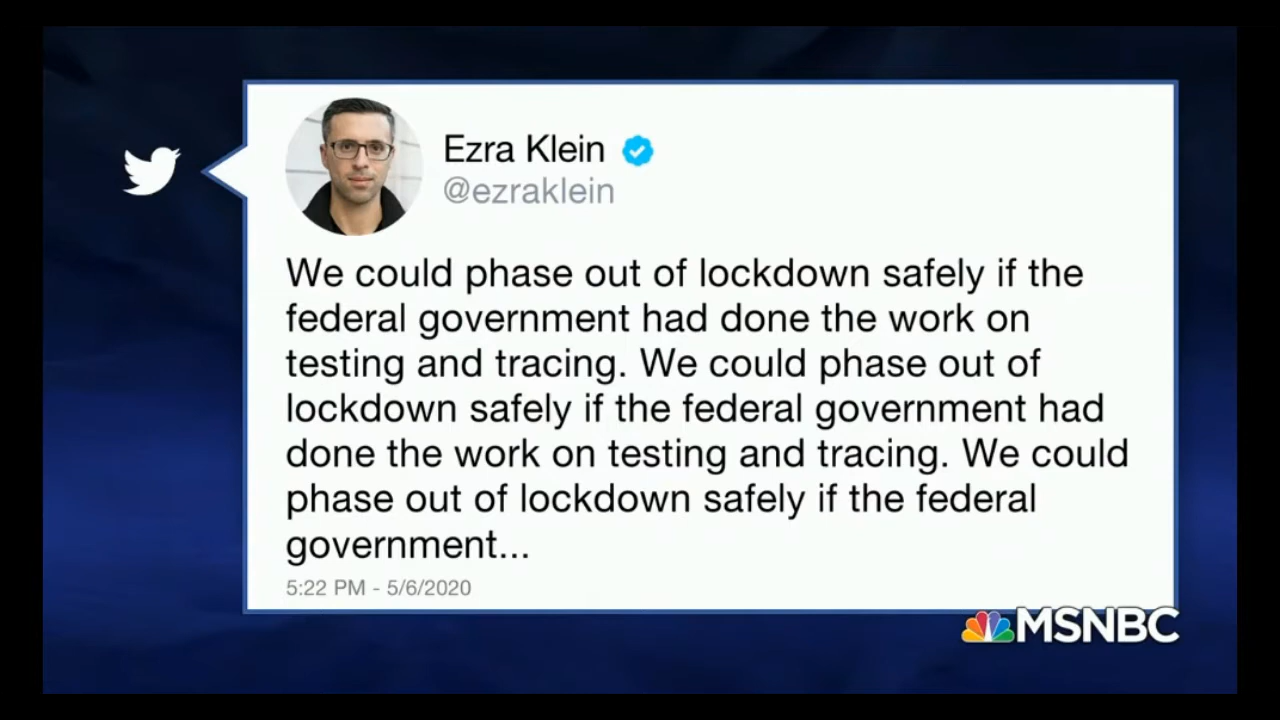 Ezra Klein
@ezraklein
We could phase out of lockdown safely if the
federal government had done the work on
testing and tracing. We could phase out of
lockdown safely if the federal government had
done the work on testing and tracing. We could
phase out of lockdown safely if the federal
government...
5:22 PM - 5/6/2020
MSNBC